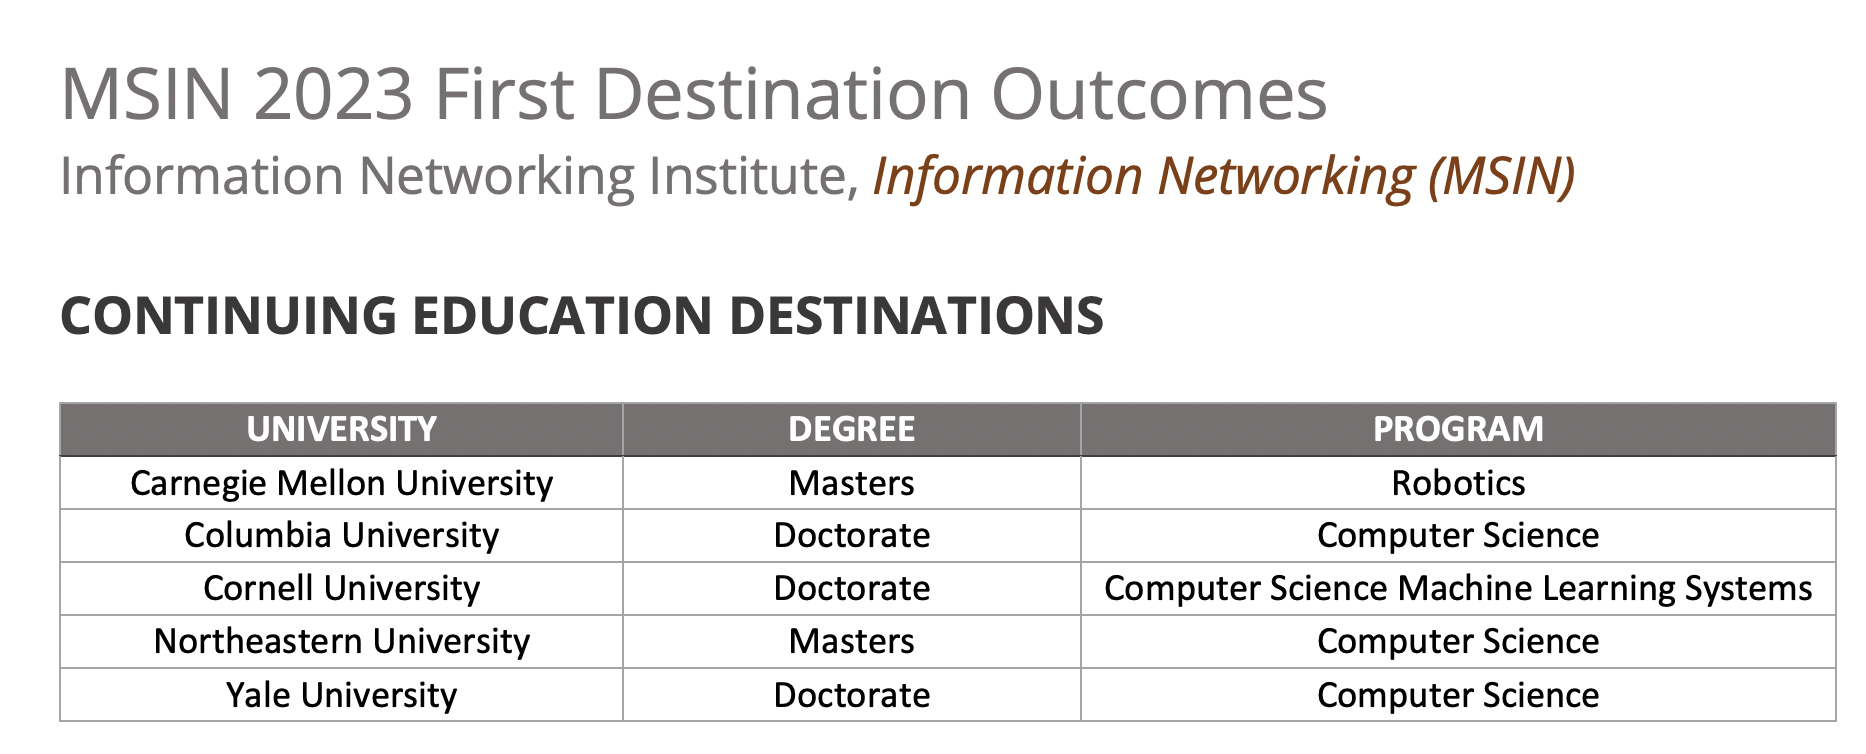 MSIN 2023 First Destination Outcomes
Information Networking Institute, Information Networking (MSIN)
CONTINUING EDUCATION DESTINATIONS
UNIVERSITY DEGREE PROGRAM
Carnegie Mellon University Masters Robotics
Columbia University Doctorate Computer Science
Cornell University Doctorate Computer Science Machine Learning Systems
Northeastern University Masters Computer Science
Yale University Doctorate Computer Science